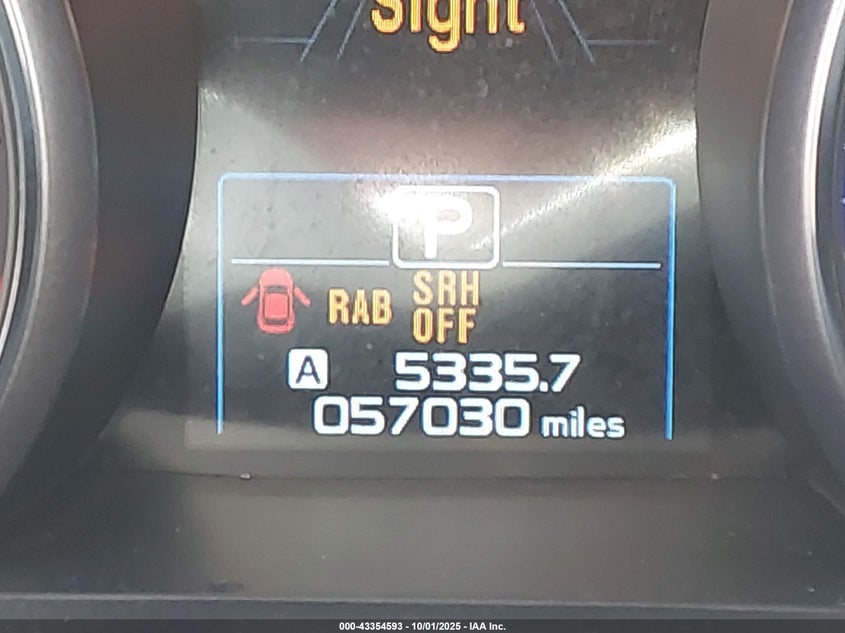 Sight
P
RAB SRH OFF
A 5335.7
057030 miles
000-43354593 - 10/01/2025 - IAA Inc.